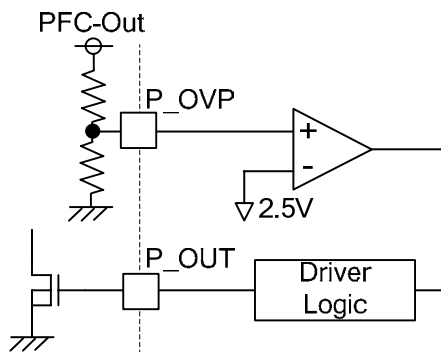 PFC-Out
P_OVP
+
-
2.5V
P_OUT
Driver
Logic